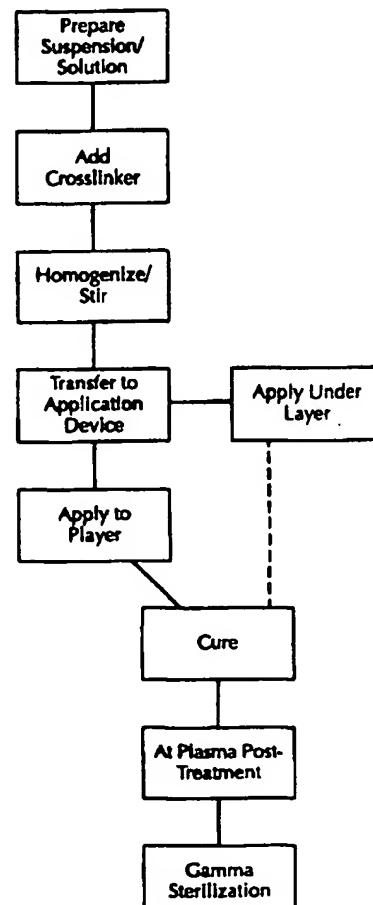 Prepare
Suspension/
Solution
Add
Crosslinker
Homogenize/
Stir
Transfer to
Application
Device
Apply Under
Layer
Apply to
Player
Cure
At Plasma Post-
Treatment
Gamma
Sterilization